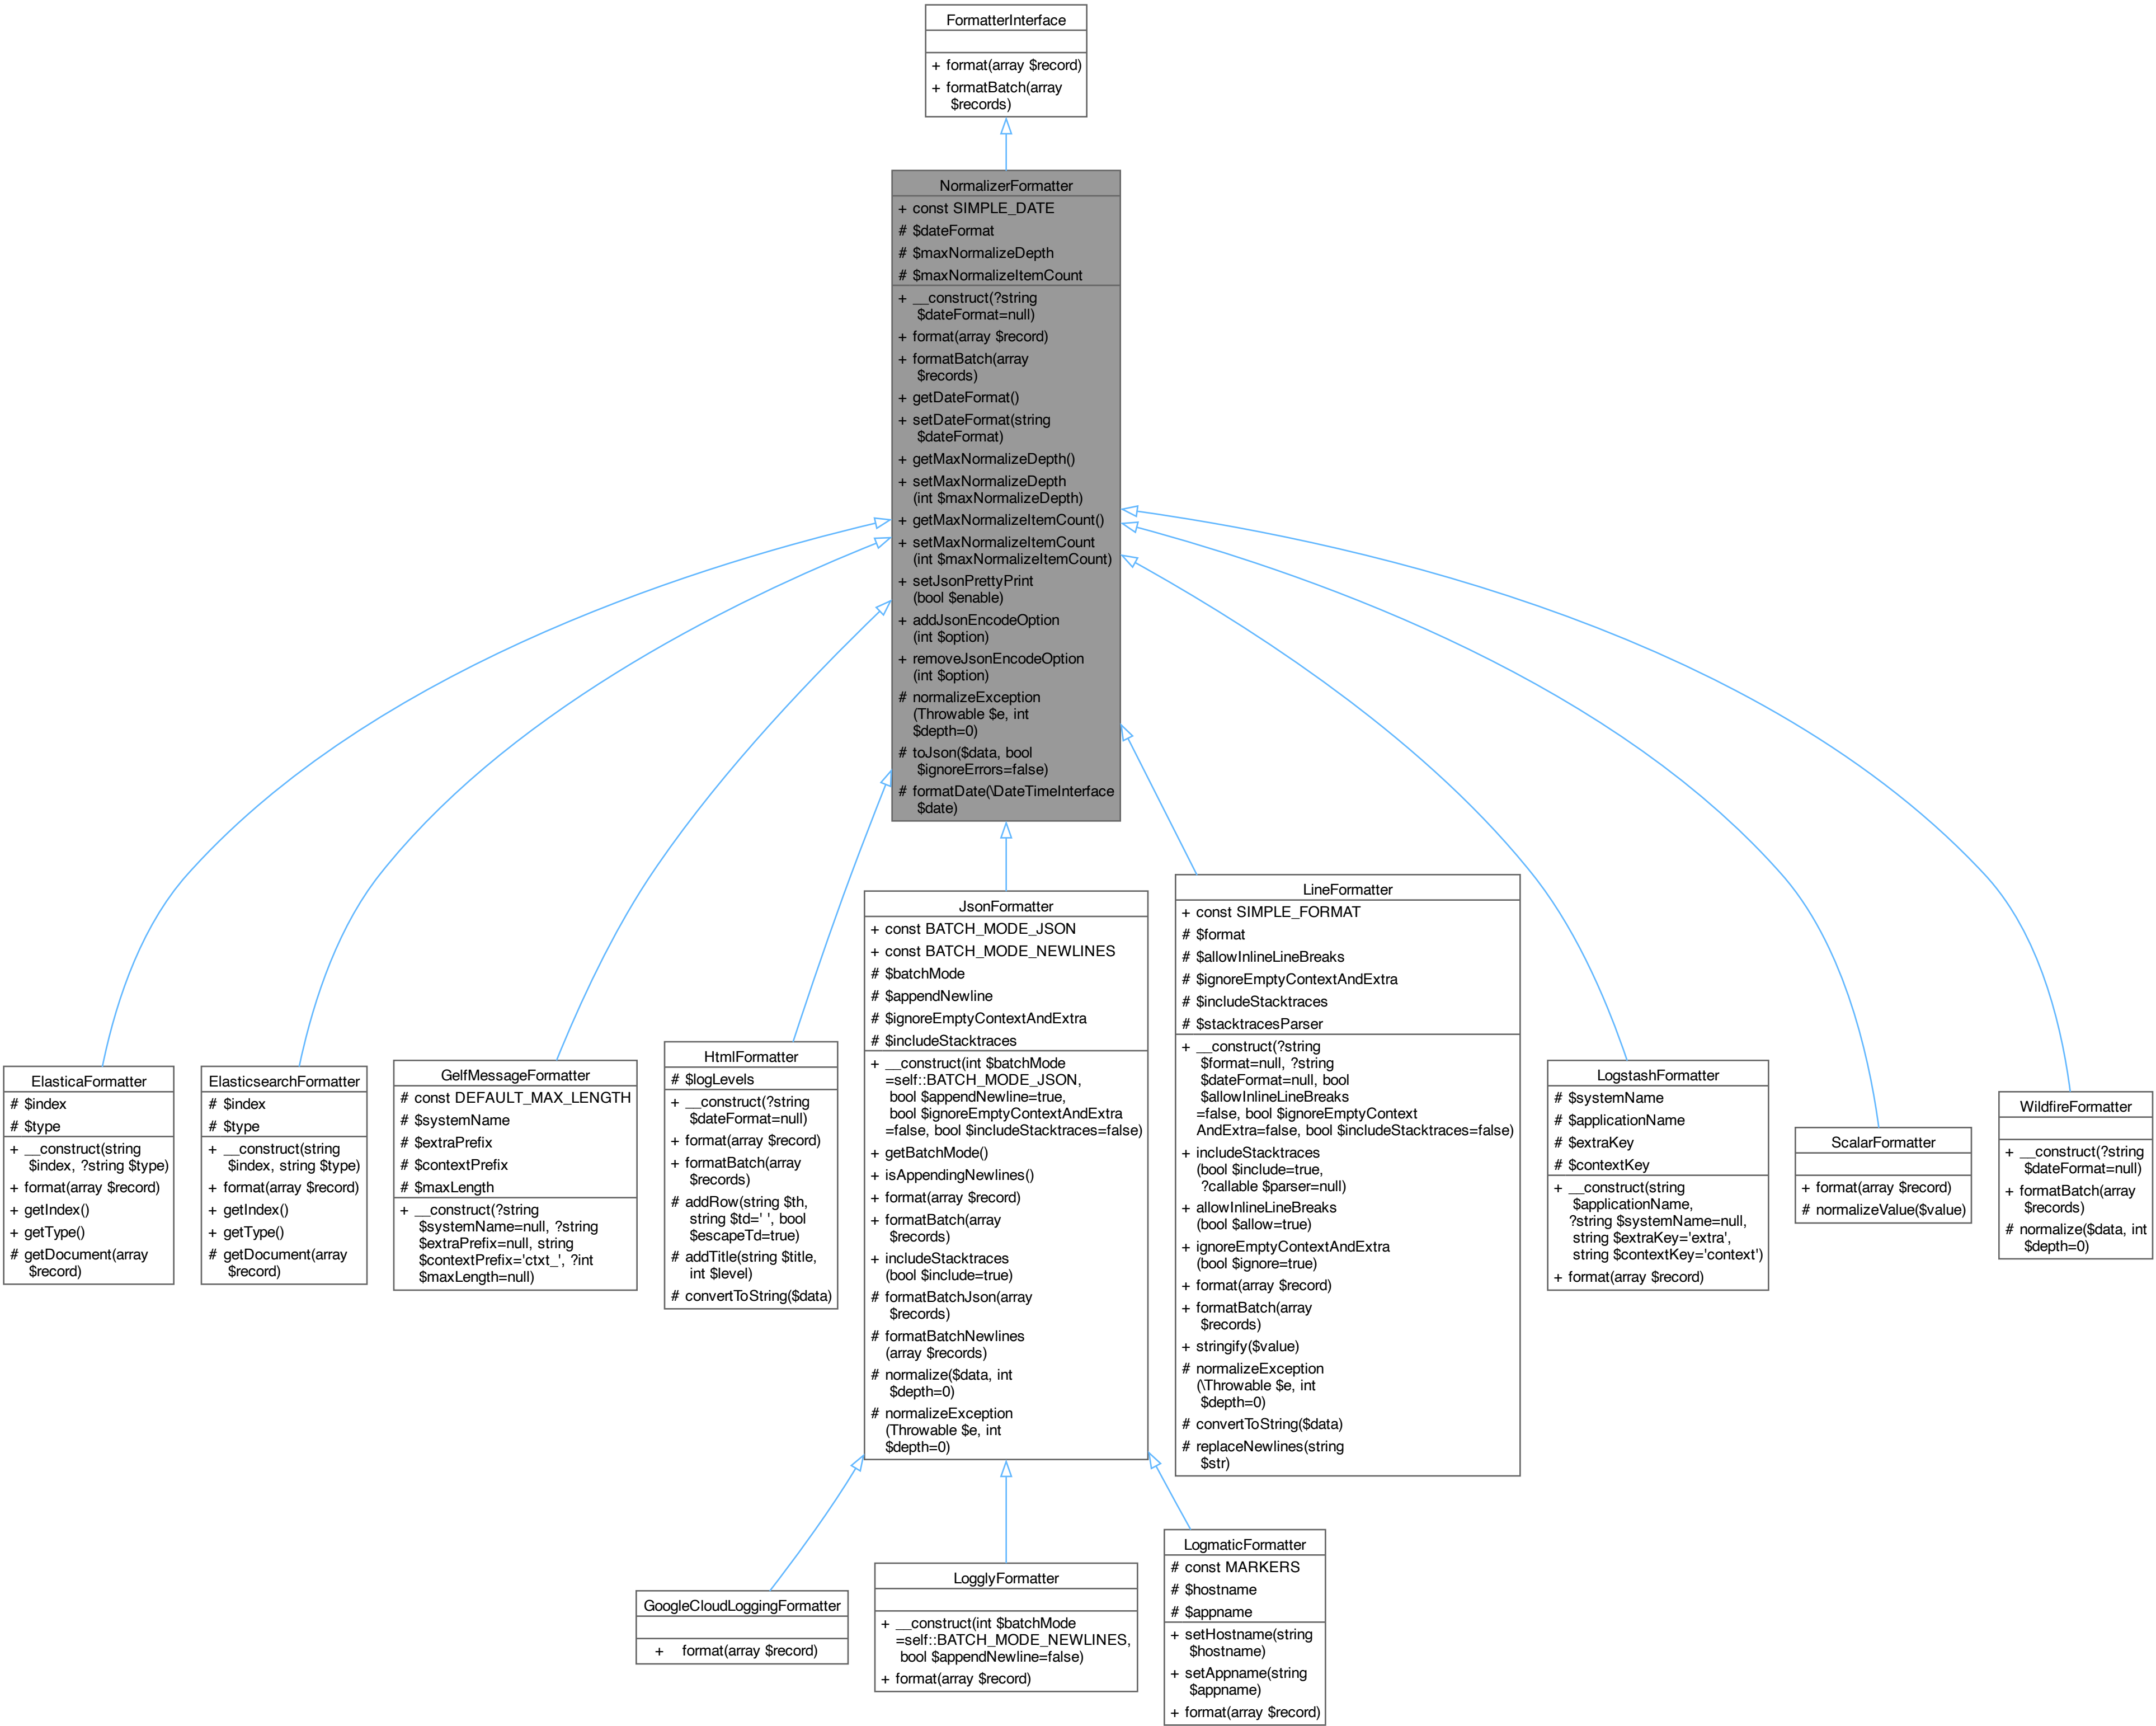 FormatterInterface
+ format(array $record)
+ formatBatch(array
$records)
NormalizerFormatter
+ const SIMPLE_DATE
# $dateFormat
# $maxNormalizeDepth
# $maxNormalizeItemCount
+ __construct(?string
$dateFormat=null)
+ format(array $record)
+ formatBatch(array
$records)
+ getDateFormat()
+ setDateFormat(string
$dateFormat)
+ getMaxNormalizeDepth()
+ setMaxNormalizeDepth
(int $maxNormalizeDepth)
+ getMaxNormalizeItemCount()
+ setMaxNormalizeItemCount
(int $maxNormalizeItemCount)
+ setJsonPrettyPrint
(bool $enable)
+ addJsonEncodeOption
(int $option)
+ removeJsonEncodeOption
(int $option)
# normalizeException
(Throwable $e, int
$depth=0)
# toJson($data, bool
$ignoreErrors=false)
# formatDate(\DateTimeInterface
$date)
ElasticaFormatter
# $index
# $type
+ __construct(string
$index, ?string $type)
+ format(array $record)
+ getIndex()
+ getType()
# getDocument(array
$record)
ElasticsearchFormatter
# $index
# $type
+ __construct(string
$index, string $type)
+ format(array $record)
+ getIndex()
+ getType()
# getDocument(array
$record)
GelfMessageFormatter
# const DEFAULT_MAX_LENGTH
# $systemName
# $extraPrefix
# $contextPrefix
# $maxLength
+ __construct(?string
$systemName=null, ?string
$extraPrefix=null, string
$contextPrefix='ctxt_', ?int
$maxLength=null)
HtmlFormatter
# $logLevels
+ __construct(?string
$dateFormat=null)
+ format(array $record)
+ formatBatch(array
$records)
# addRow(string $th,
string $td=' ', bool
$escapeTd=true)
# addTitle(string $title,
int $level)
# convertToString($data)
JsonFormatter
+ const BATCH_MODE_JSON
+ const BATCH_MODE_NEWLINES
# $batchMode
# $appendNewline
# $ignoreEmptyContextAndExtra
# $includeStacktraces
+ __construct(int $batchMode
=self::BATCH_MODE_JSON,
bool $appendNewline=true,
bool $ignoreEmptyContextAndExtra
=false, bool $includeStacktraces=false)
+ getBatchMode()
+ isAppendingNewlines()
+ format(array $record)
+ formatBatch(array
$records)
+ includeStacktraces
(bool $include=true)
# formatBatchJson(array
$records)
# formatBatchNewlines
(array $records)
# normalize($data, int
$depth=0)
# normalizeException
(Throwable $e, int
$depth=0)
LineFormatter
+ const SIMPLE_FORMAT
# $format
# $allowInlineLineBreaks
# $ignoreEmptyContextAndExtra
# $includeStacktraces
# $stacktracesParser
+ __construct(?string
$format=null, ?string
$dateFormat=null, bool
$allowInlineLineBreaks
=false, bool $ignoreEmptyContext
AndExtra=false, bool $includeStacktraces=false)
+ includeStacktraces
(bool $include=true,
?callable $parser=null)
+ allowInlineLineBreaks
(bool $allow=true)
+ ignoreEmptyContextAndExtra
(bool $ignore=true)
+ format(array $record)
+ formatBatch(array
$records)
+ stringify($value)
# normalizeException
(\Throwable $e, int
$depth=0)
# convertToString($data)
# replaceNewlines(string
$str)
LogstashFormatter
# $systemName
# $applicationName
# $extraKey
# $contextKey
+ __construct(string
$applicationName,
?string $systemName=null,
string $extraKey='extra',
string $contextKey='context')
+ format(array $record)
ScalarFormatter
+ format(array $record)
# normalizeValue($value)
WildfireFormatter
+ __construct(?string
$dateFormat=null)
+ formatBatch(array
$records)
# normalize($data, int
$depth=0)
GoogleCloudLoggingFormatter
+ format(array $record)
LogglyFormatter
+ __construct(int $batchMode
=self::BATCH_MODE_NEWLINES,
bool $appendNewline=false)
+ format(array $record)
LogmaticFormatter
# const MARKERS
# $hostname
# $appname
+ setHostname(string
$hostname)
+ setAppname(string
$appname)
+ format(array $record)